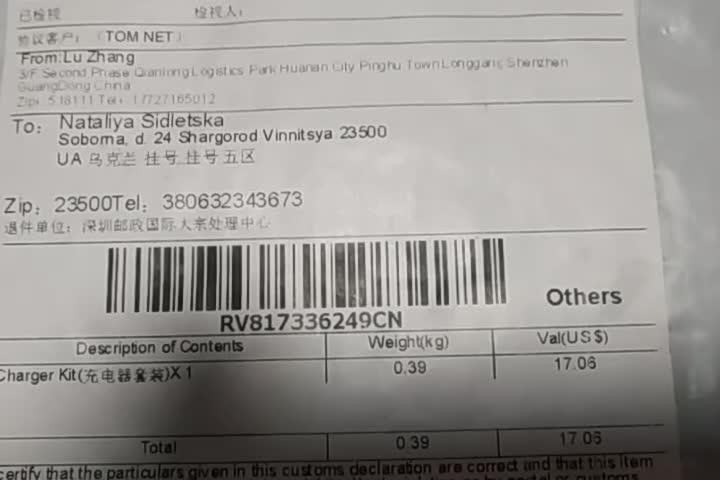 已检视 检视人:
协议客户: (TOM NET)
From:Lu Zhang
3/F Second Phase Qianlong Logistics Park Huanan City Pinghu Town Longgang Shenzhen
GuangDong China
Zip: 518111 Tel: 17727165012
To: Nataliya Sidletska
Soborna, d. 24 Shargorod Vinnitsya 23500
UA 乌克兰 挂号 挂号 五区
Zip: 23500Tel: 380632343673
退件单位: 深圳邮政国际大宗处理中心
Others
RV817336249CN
Description of Contents Weight(kg) Val(US$)
Charger Kit(充电器套装)X 1 0.39 17.06
Total 0.39 17.06
certify that the particulars given in this customs declaration are correct and that this item